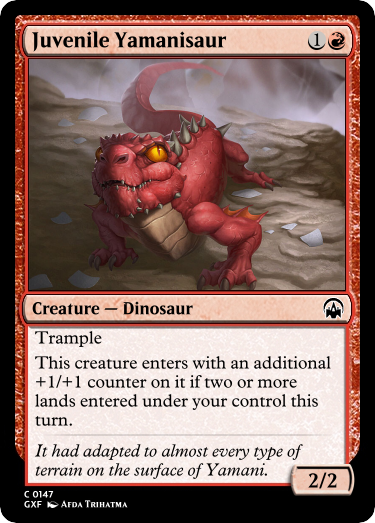 Juvenile Yamanisaur 1
Creature — Dinosaur
Trample
This creature enters with an additional
+1/+1 counter on it if two or more
lands entered under your control this
turn.
It had adapted to almost every type of
terrain on the surface of Yamani.
2/2
C 0147
GXF Afda Trihatma